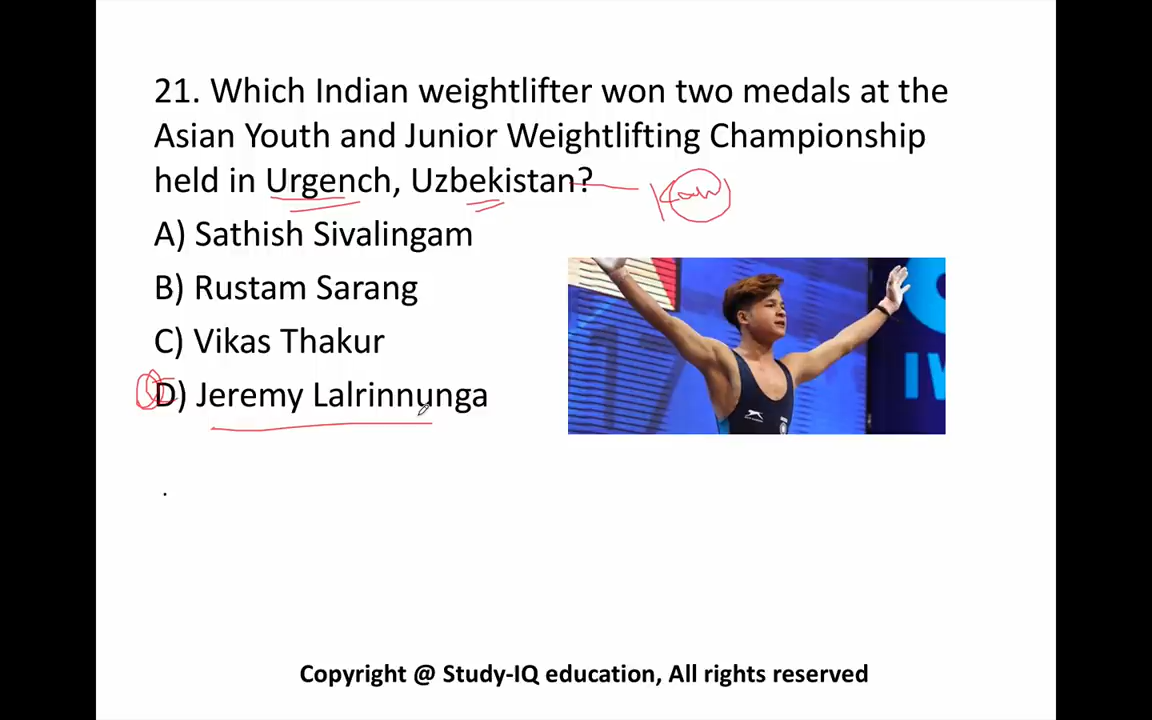 21. Which Indian weightlifter won two medals at the
Asian Youth and Junior Weightlifting Championship
held in Urgench, Uzbekistan?
A) Sathish Sivalingam
B) Rustam Sarang
C) Vikas Thakur
D) Jeremy Lalrinnunga
Copyright @ Study-IQ education, All rights reserved